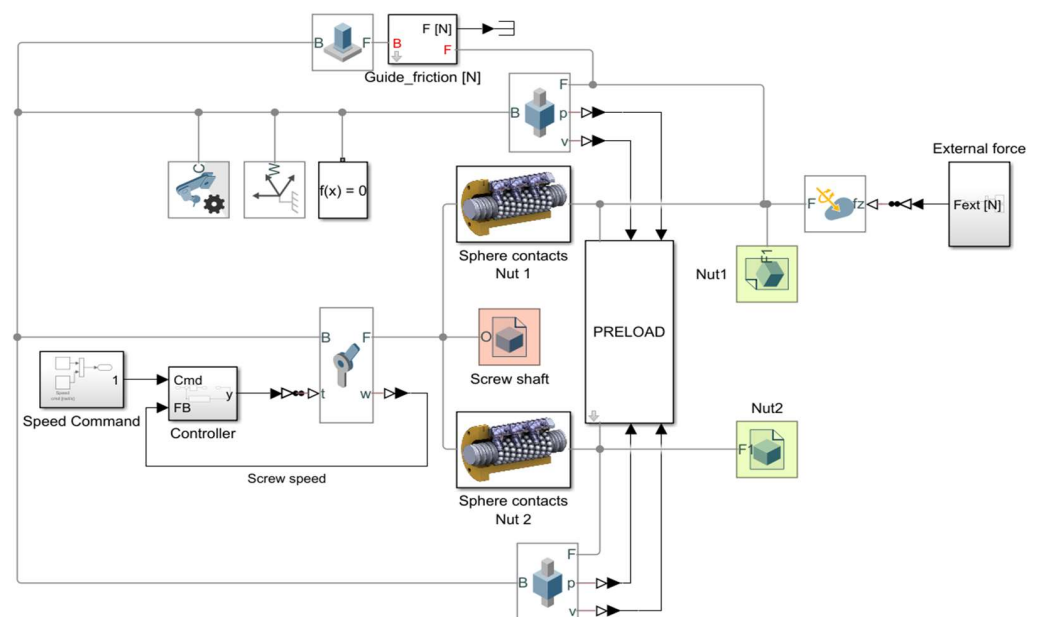 F [N]
B
F
B
F
Guide_friction [N]
F
B
p
v
C
W
f(x) = 0
External force
F
fz
Fext [N]
Sphere contacts
Nut 1
F1
Nut1
PRELOAD
B
F
O
t
w
Screw shaft
1
Speed Command
Cmd
FB
y
Controller
Screw speed
Nut2
F1
Sphere contacts
Nut 2
F
B
p
v